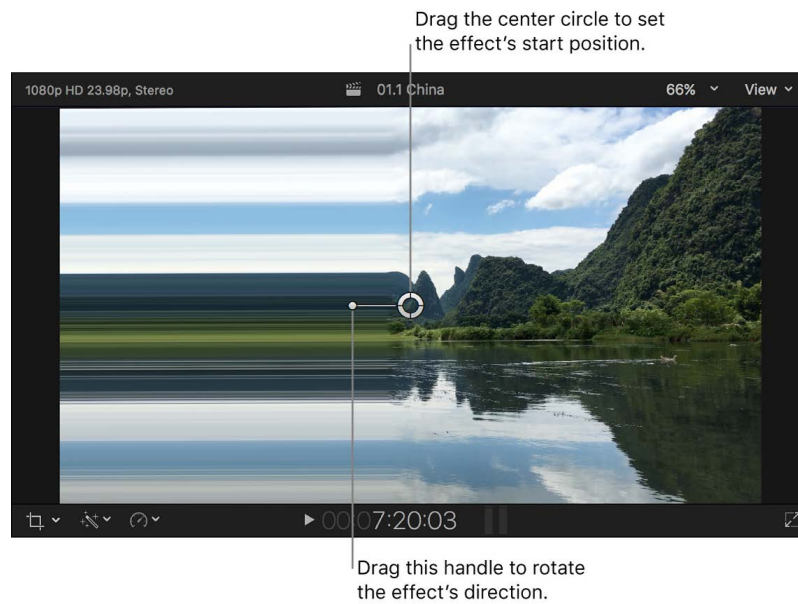 Drag the center circle to set
the effect’s start position.
1080p HD 23.98p, Stereo
01.1 China
66%
View
00:07:20:03
Drag this handle to rotate
the effect’s direction.